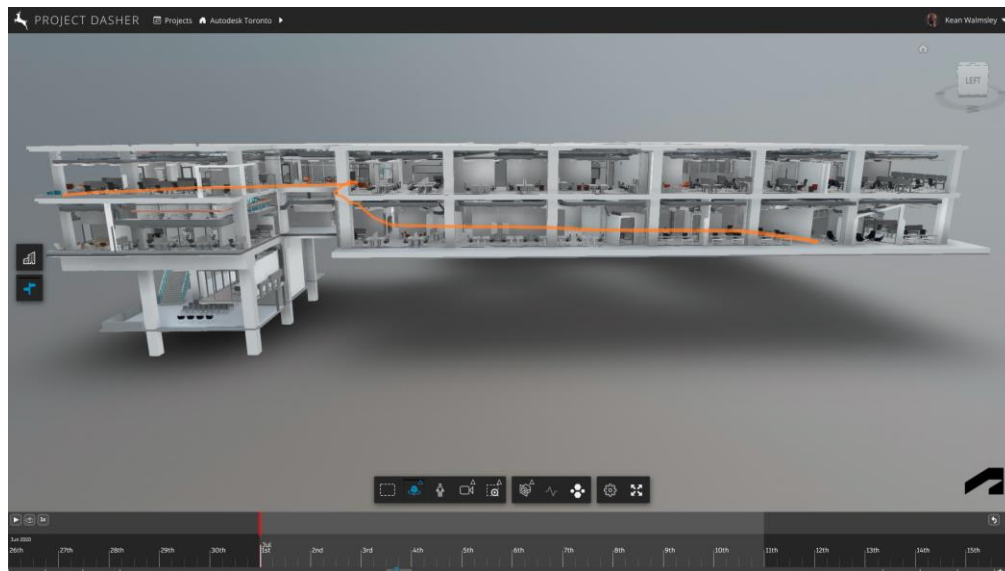 PROJECT DASHER Projects Autodesk Toronto Kean Walmsley
LEFT
1x
Jun 2020 Jul
26th 27th 28th 29th 30th 1st 2nd 3rd 4th 5th 6th 7th 8th 9th 10th 11th 12th 13th 14th 15th